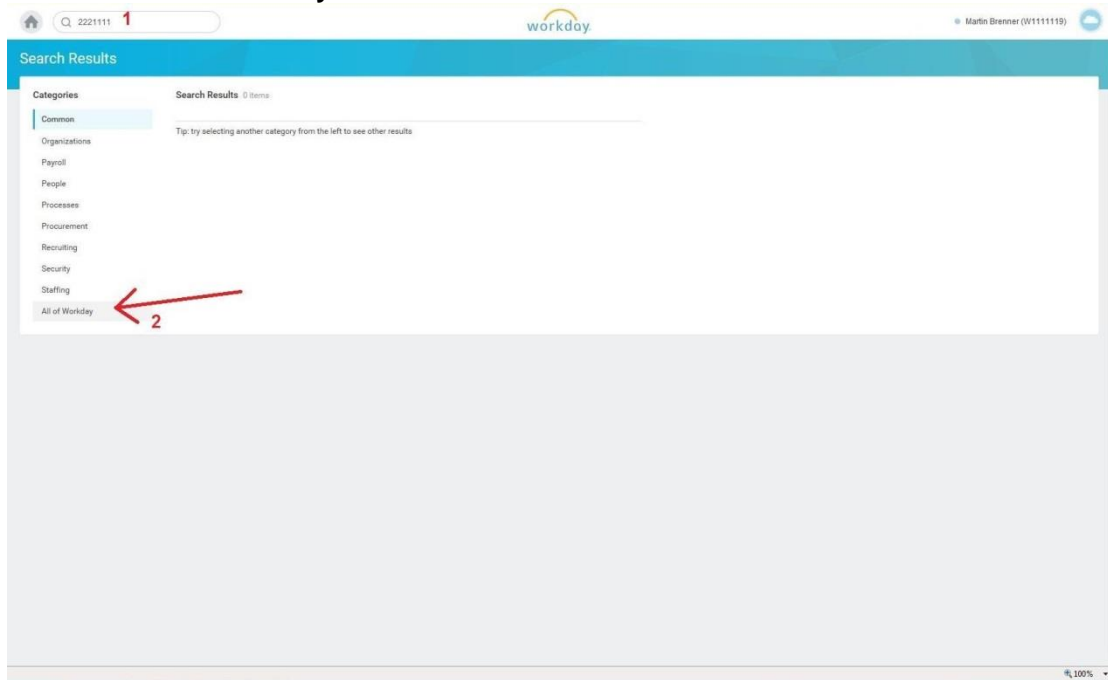 2221111 1
workday.
Martin Brenner (W1111119)
Search Results
Categories
Common
Organizations
Payroll
People
Processes
Procurement
Recruiting
Security
Staffing
All of Workday
2
Search Results 0 items
Tip: try selecting another category from the left to see other results
100%